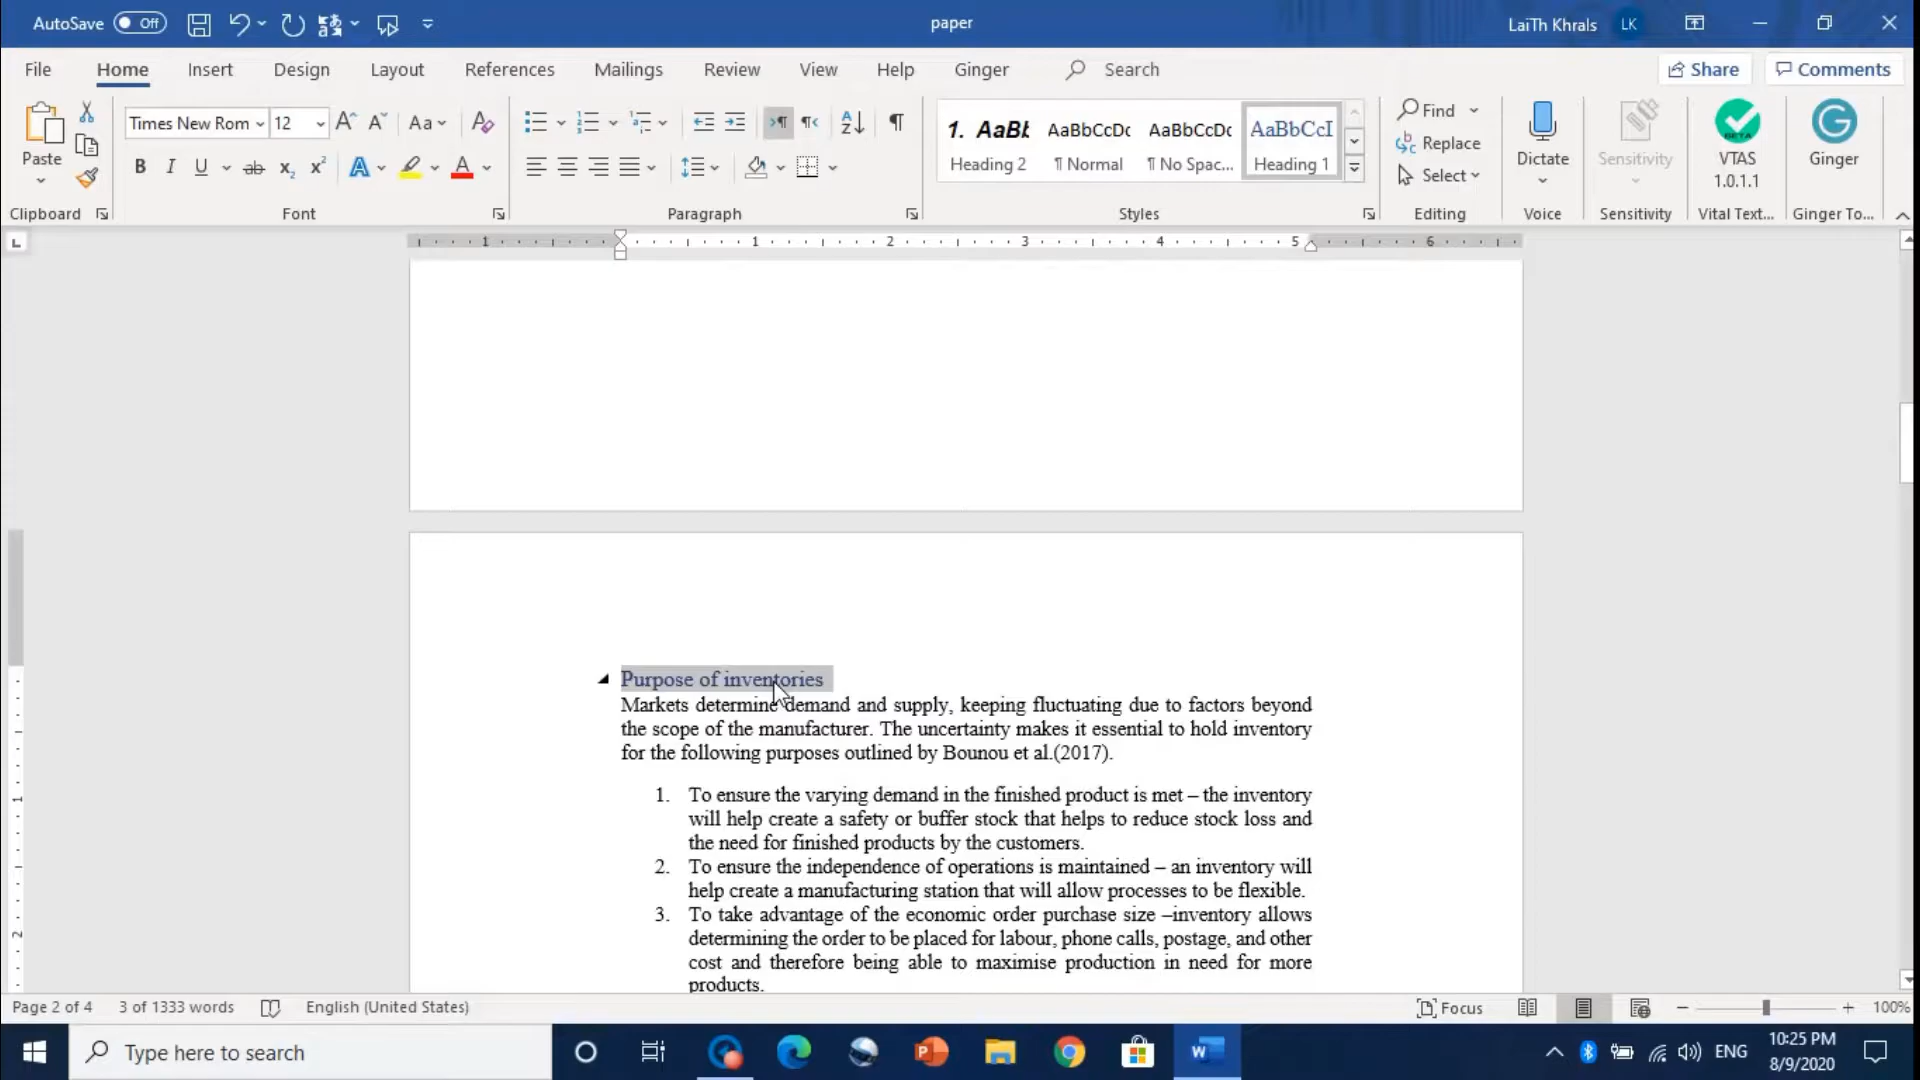 AutoSave Off paper LaiTh Khrals LK
File Home Insert Design Layout References Mailings Review View Help Ginger Search Share Comments
Paste Times New Rom 12 Aa 1. AaBb AaBbCcDc AaBbCcDc AaBbCcI Find Replace Select Dictate Sensitivity VTAS 1.0.1.1 Ginger
Heading 2 ¶ Normal ¶ No Spac... Heading 1
Clipboard Font Paragraph Styles Editing Voice Sensitivity Vital Text... Ginger To...
1 1 2 3 4 5 6
Purpose of inventories
Markets determine demand and supply, keeping fluctuating due to factors beyond
the scope of the manufacturer. The uncertainty makes it essential to hold inventory
for the following purposes outlined by Bounou et al.(2017).
1. To ensure the varying demand in the finished product is met – the inventory
will help create a safety or buffer stock that helps to reduce stock loss and
the need for finished products by the customers.
2. To ensure the independence of operations is maintained – an inventory will
help create a manufacturing station that will allow processes to be flexible.
3. To take advantage of the economic order purchase size –inventory allows
determining the order to be placed for labour, phone calls, postage, and other
cost and therefore being able to maximise production in need for more
products.
Page 2 of 4 3 of 1333 words English (United States) Focus 100%
Type here to search ENG 10:25 PM
8/9/2020